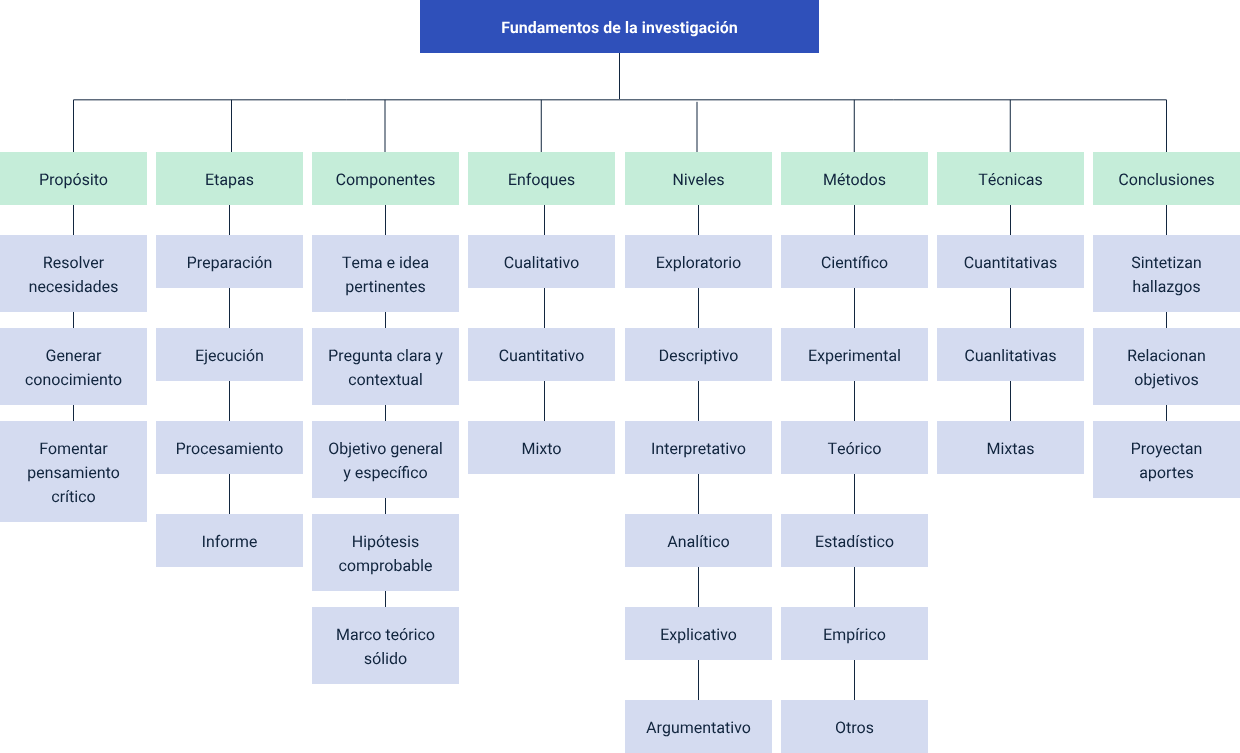 Fundamentos de la investigación
Propósito
Etapas
Componentes
Enfoques
Niveles
Métodos
Técnicas
Conclusiones
Resolver
necesidades
Generar
conocimiento
Fomentar
pensamiento
crítico
Preparación
Ejecución
Procesamiento
Informe
Tema e idea
pertinentes
Pregunta clara y
contextual
Objetivo general
y específico
Hipótesis
comprobable
Marco teórico
sólido
Cualitativo
Cuantitativo
Mixto
Exploratorio
Descriptivo
Interpretativo
Analítico
Explicativo
Argumentativo
Científico
Experimental
Teórico
Estadístico
Empírico
Otros
Cuantitativas
Cuanlitativas
Mixtas
Sintetizan
hallazgos
Relacionan
objetivos
Proyectan
aportes